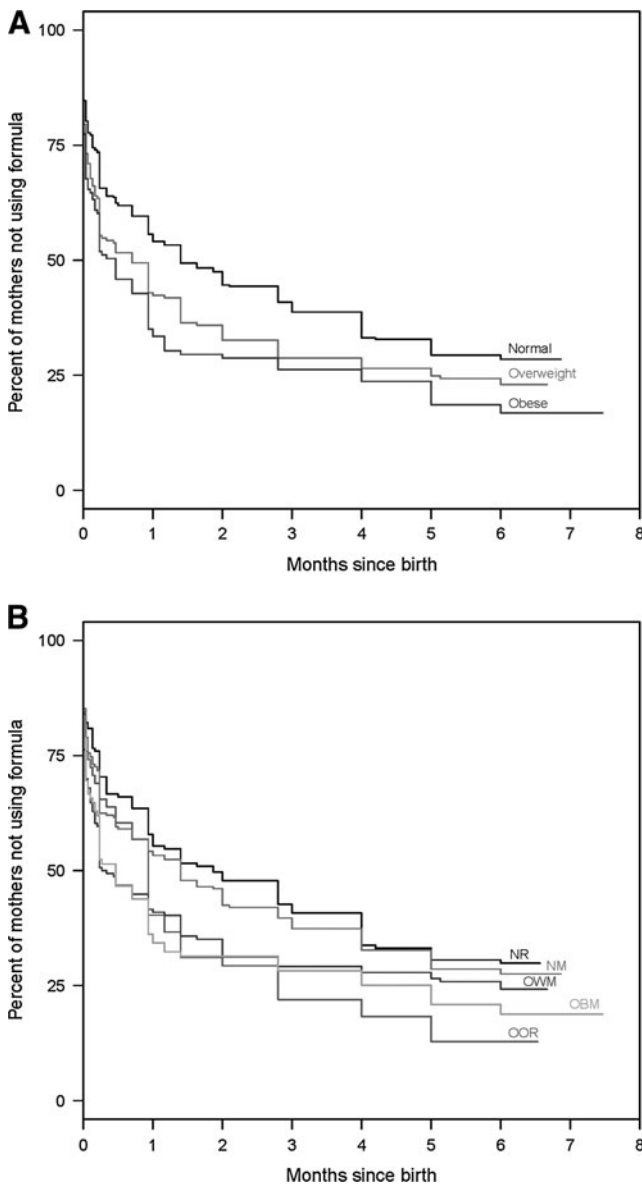 A
100
75
50
25
0
Percent of mothers not using formula
Normal
Overweight
Obese
0 1 2 3 4 5 6 7 8
Months since birth
B
100
75
50
25
0
Percent of mothers not using formula
NR
NM
OWM
OBM
OOR
0 1 2 3 4 5 6 7 8
Months since birth